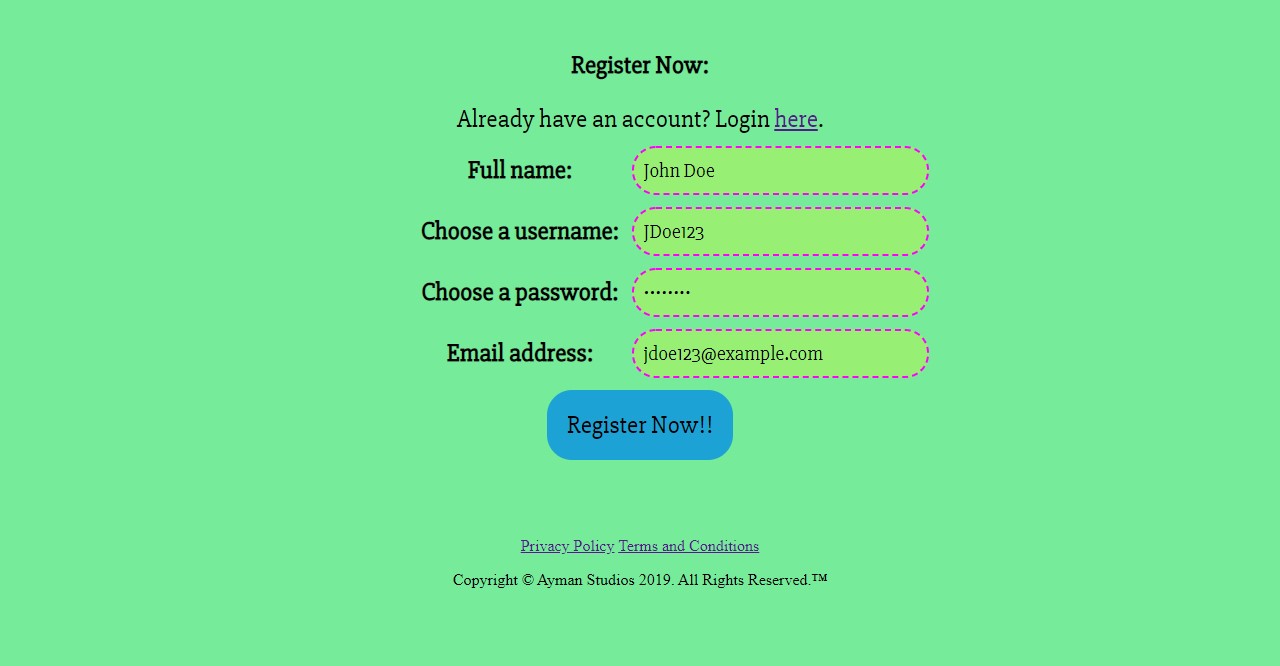 Register Now:
Already have an account? Login here.
Full name: John Doe
Choose a username: JDoe123
Choose a password: ········
Email address: jdoe123@example.com
Register Now!!
Privacy Policy Terms and Conditions
Copyright © Ayman Studios 2019. All Rights Reserved.™